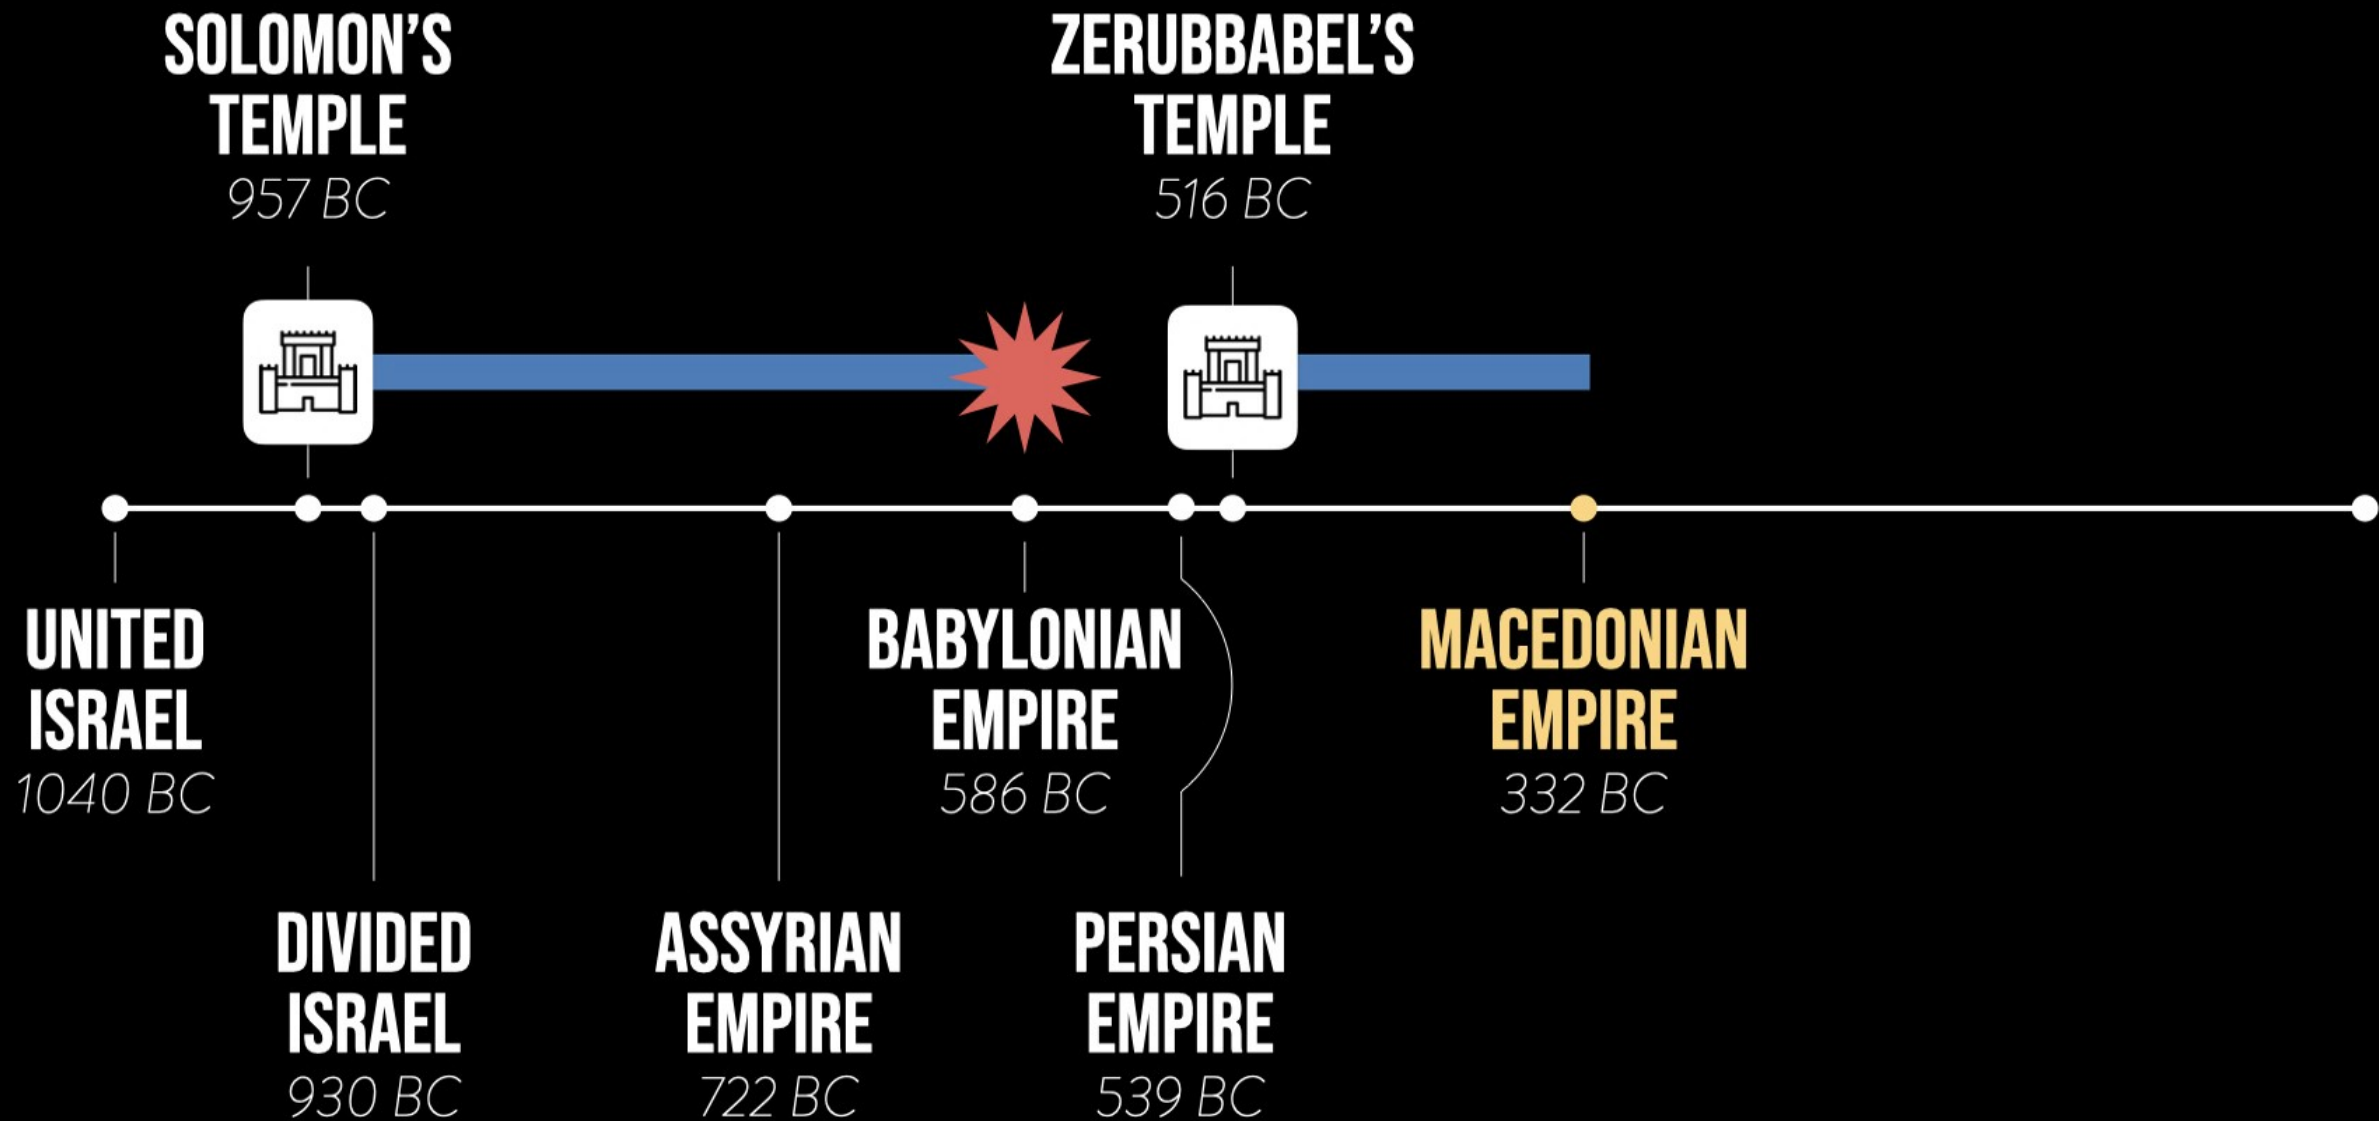 SOLOMON'S
TEMPLE
957 BC
ZERUBBABEL'S
TEMPLE
516 BC
UNITED
ISRAEL
1040 BC
DIVIDED
ISRAEL
930 BC
ASSYRIAN
EMPIRE
722 BC
BABYLONIAN
EMPIRE
586 BC
PERSIAN
EMPIRE
539 BC
MACEDONIAN
EMPIRE
332 BC